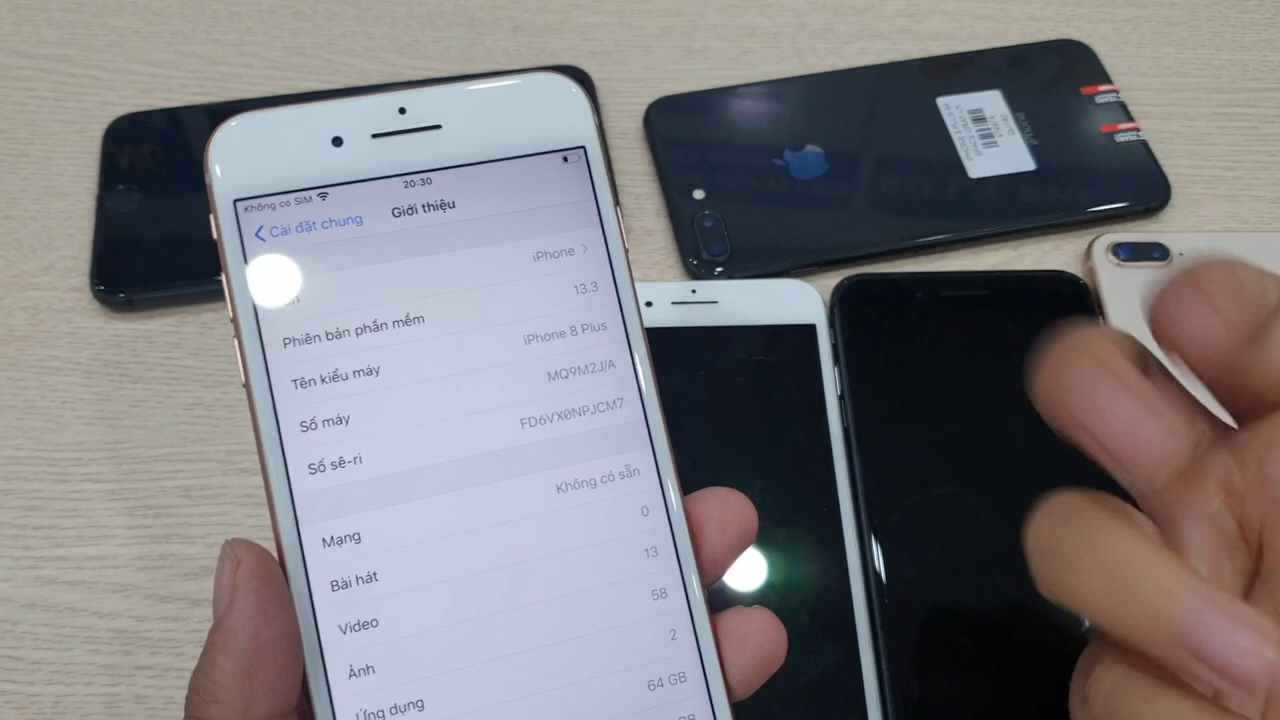 Không có SIM
20:30
Cài đặt chung
Giới thiệu
iPhone
Phiên bản phần mềm 13.3
Tên kiểu máy iPhone 8 Plus
Số máy MQ9M2J/A
Số sê-ri FD6VX0NPJCM7
Mạng Không có sẵn
Bài hát 0
Video 13
Ảnh 58
Ứng dụng 2
64 GB
GB